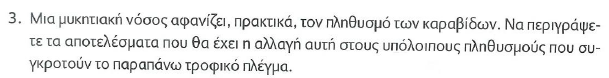 3. Μια μυκητιακή νόσος αφανίζει, πρακτικά, τον πληθυσμό των καραβίδων. Να περιγράψε-
τε τα αποτελέσματα που θα έχει η αλλαγή αυτή στους υπόλοιπους πληθυσμούς που συ-
γκροτούν το παραπάνω τροφικό πλέγμα.